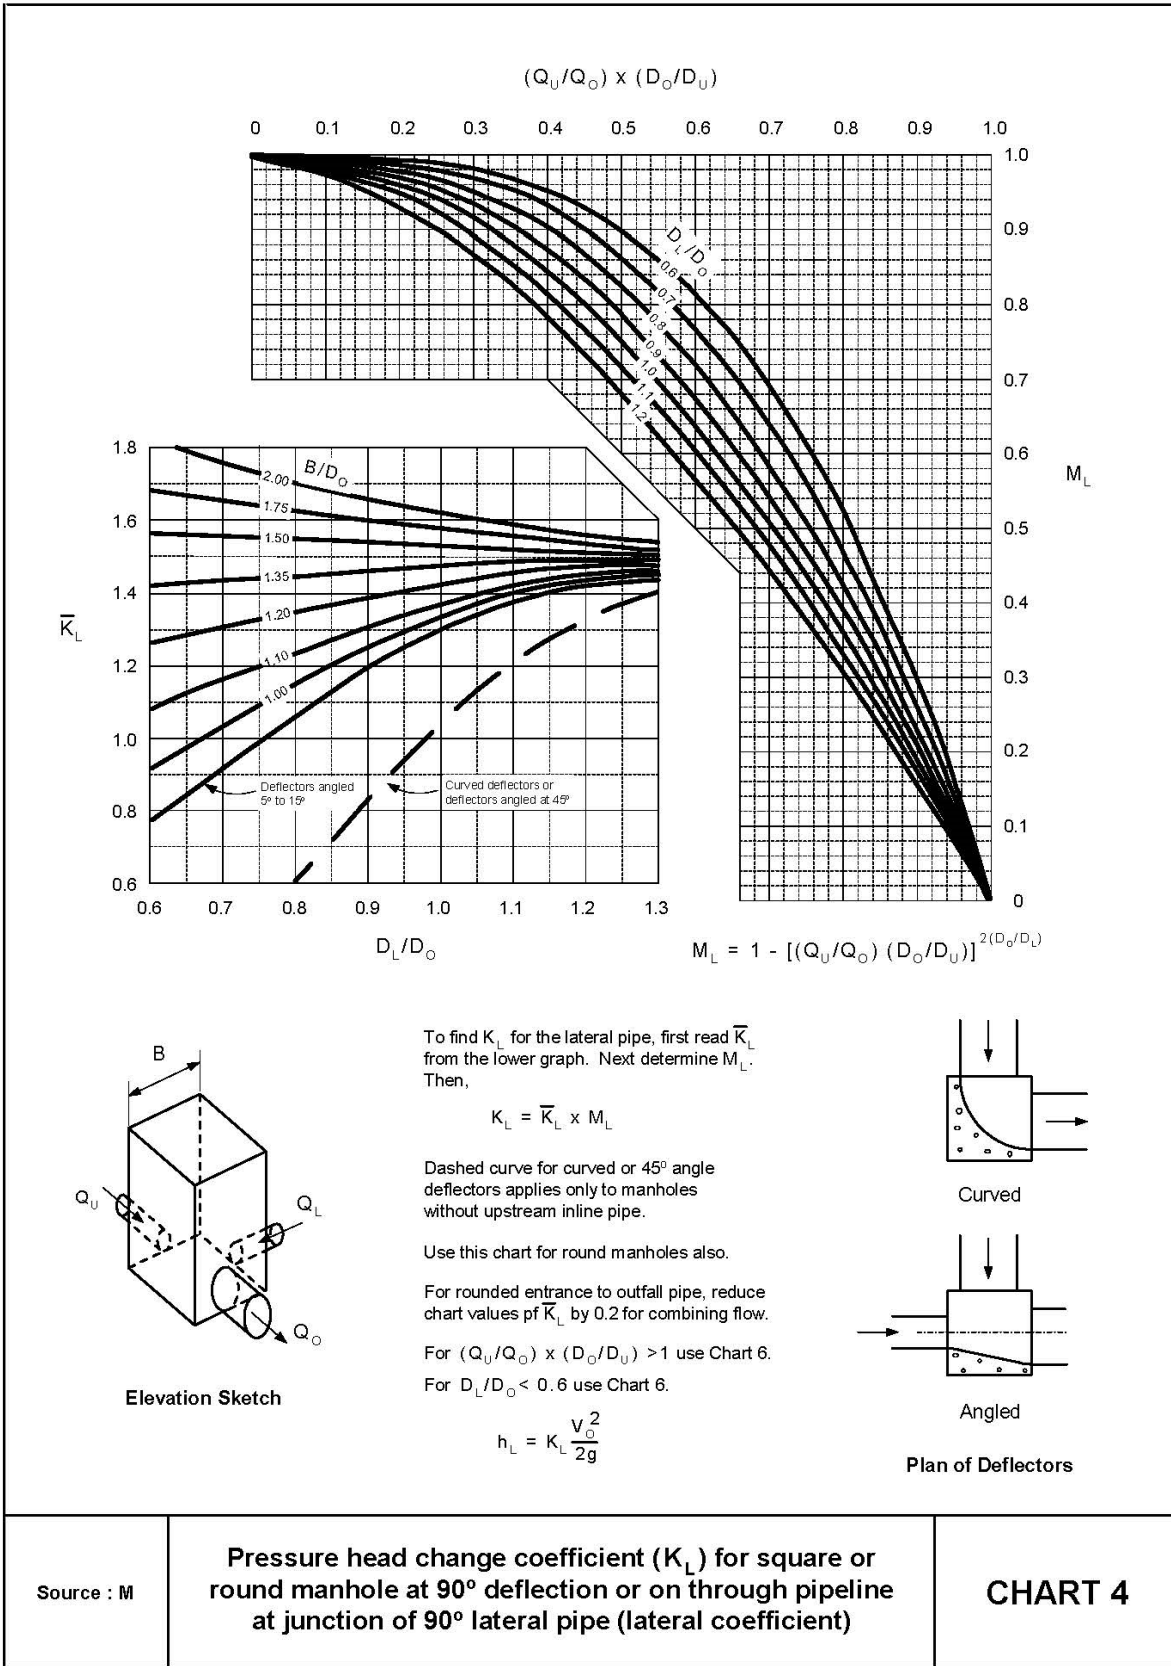 (Q_U/Q_O) x (D_O/D_U)
0 0.1 0.2 0.3 0.4 0.5 0.6 0.7 0.8 0.9 1.0
1.0
0.9
0.8
0.7
0.6
M_L
0.5
0.4
0.3
0.2
0.1
0
D_L/D_O
0.6
0.7
0.8
0.9
1.0
1.1
1.2
M_L = 1 - [(Q_U/Q_O) (D_O/D_U)]^2(D_O/D_L)
1.8
1.6
1.4
K̅_L
1.2
1.0
0.8
0.6
B/D_O
2.00
1.75
1.50
1.35
1.20
1.10
1.00
Deflectors angled
5º to 15º
Curved deflectors or
deflectors angled at 45º
0.6 0.7 0.8 0.9 1.0 1.1 1.2 1.3
D_L/D_O
B
Q_U
Q_L
Q_O
Elevation Sketch
To find K_L for the lateral pipe, first read K̅_L
from the lower graph. Next determine M_L.
Then,
K_L = K̅_L x M_L
Dashed curve for curved or 45º angle
deflectors applies only to manholes
without upstream inline pipe.
Use this chart for round manholes also.
For rounded entrance to outfall pipe, reduce
chart values pf K̅_L by 0.2 for combining flow.
For (Q_U/Q_O) x (D_O/D_U) >1 use Chart 6.
For D_L/D_O < 0.6 use Chart 6.
h_L = K_L V_O^2/2g
Curved
Angled
Plan of Deflectors
Source : M
Pressure head change coefficient (K_L) for square or
round manhole at 90º deflection or on through pipeline
at junction of 90º lateral pipe (lateral coefficient)
CHART 4